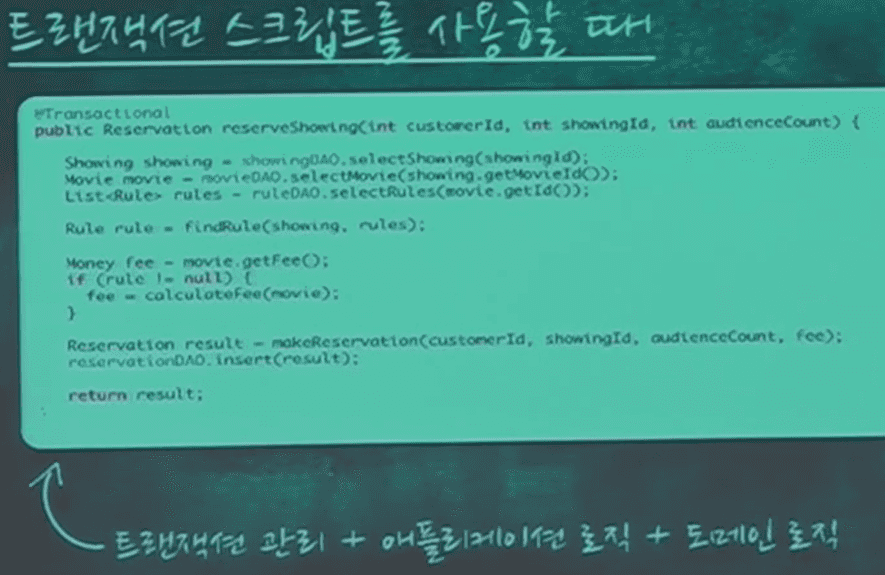 트랜잭션 스크립트를 사용할 때
@Transactional
public Reservation reserveShowing(int customerId, int showingId, int audienceCount) {
Showing showing = showingDAO.selectShowing(showingId);
Movie movie = movieDAO.selectMovie(showing.getMovieId());
List<Rule> rules = ruleDAO.selectRules(movie.getId());
Rule rule = findRule(showing, rules);
Money fee = movie.getFee();
if (rule != null) {
fee = calculateFee(movie);
}
Reservation result = makeReservation(customerId, showingId, audienceCount, fee);
reservationDAO.insert(result);
return result;
트랜잭션 관리 + 애플리케이션 로직 + 도메인 로직